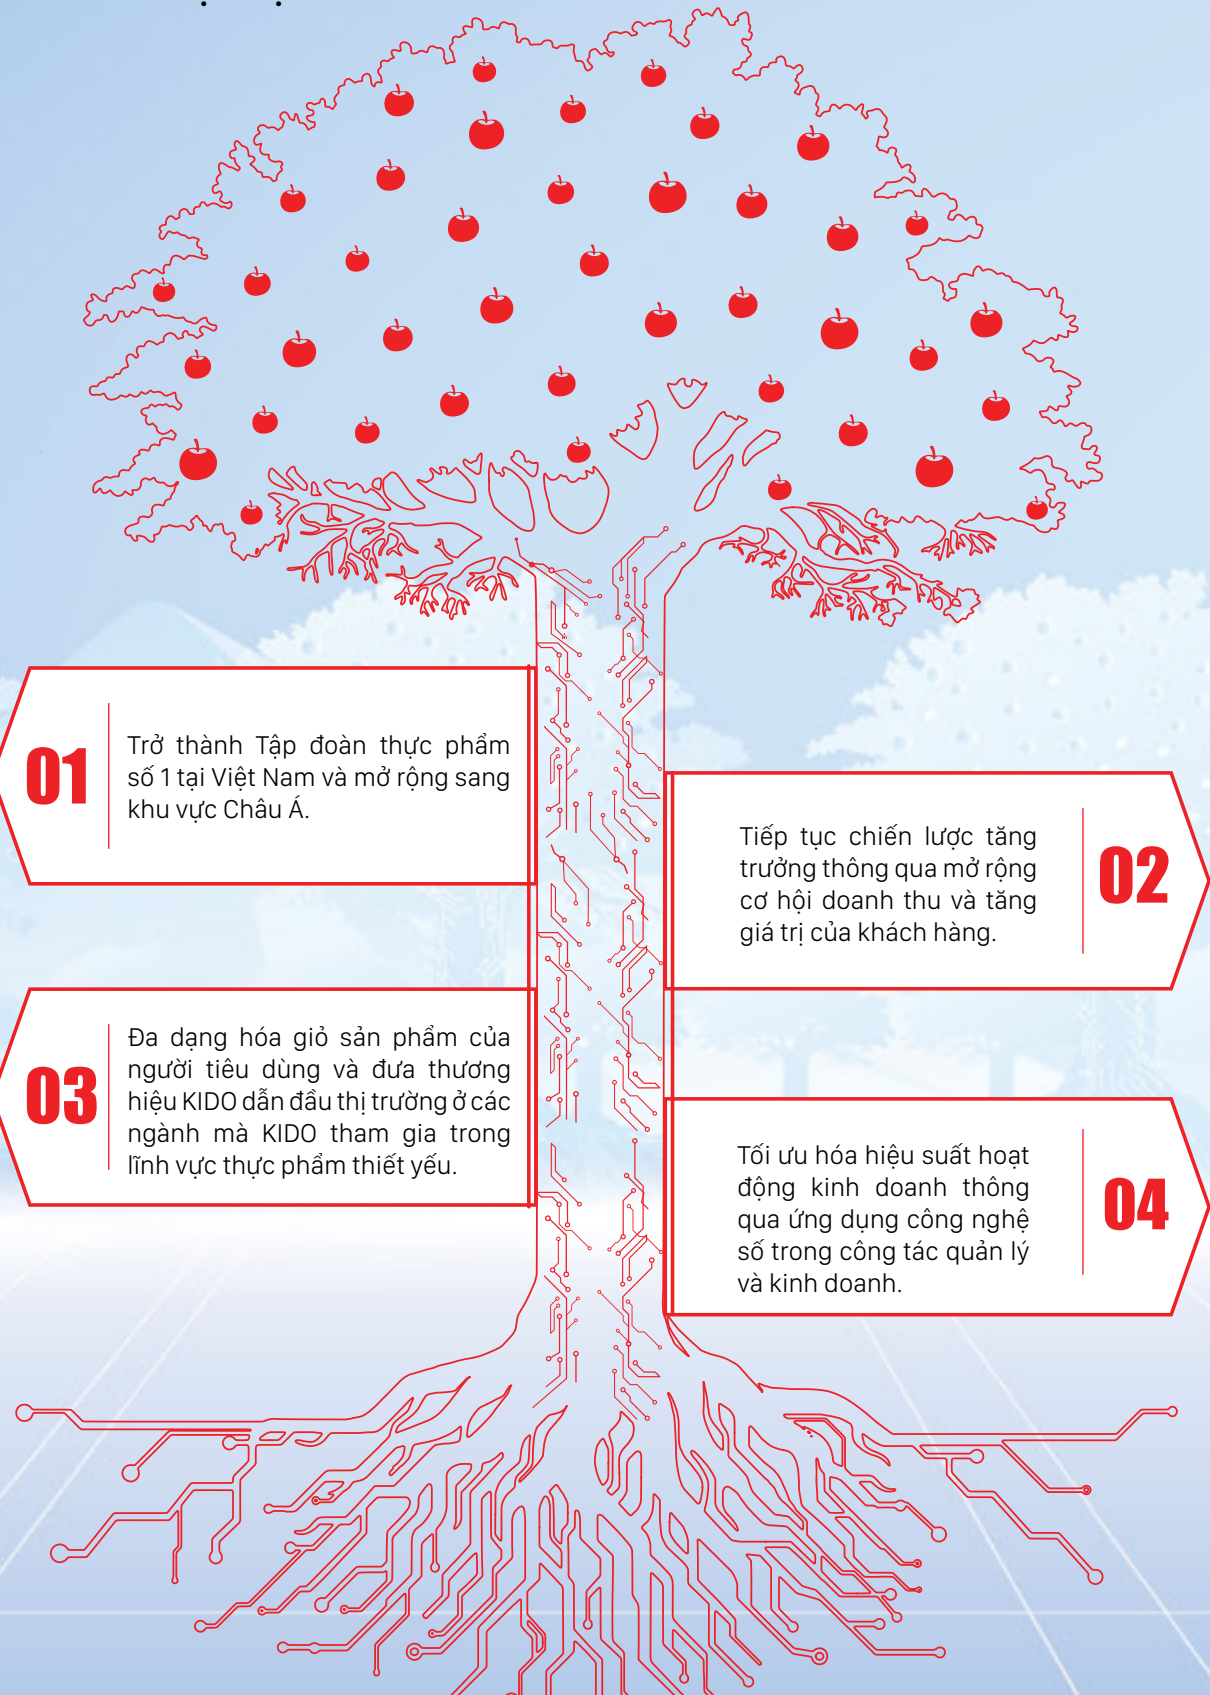 01
Trở thành Tập đoàn thực phẩm
số 1 tại Việt Nam và mở rộng sang
khu vực Châu Á.
Tiếp tục chiến lược tăng
trưởng thông qua mở rộng
cơ hội doanh thu và tăng
giá trị của khách hàng.
02
03
Đa dạng hóa giỏ sản phẩm của
người tiêu dùng và đưa thương
hiệu KIDO dẫn đầu thị trường ở các
ngành mà KIDO tham gia trong
lĩnh vực thực phẩm thiết yếu.
Tối ưu hóa hiệu suất hoạt
động kinh doanh thông
qua ứng dụng công nghệ
số trong công tác quản lý
và kinh doanh.
04